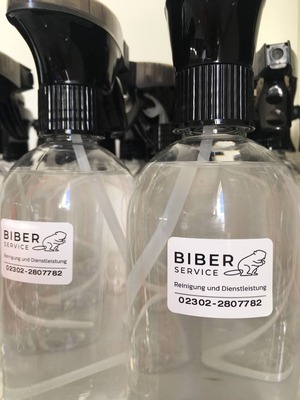 BIBER
SERVICE
Reinigung und Dienstleistung
02302-2807782
BIBER
SERVICE
Reinigung und Dienstleistung
02302-2807782